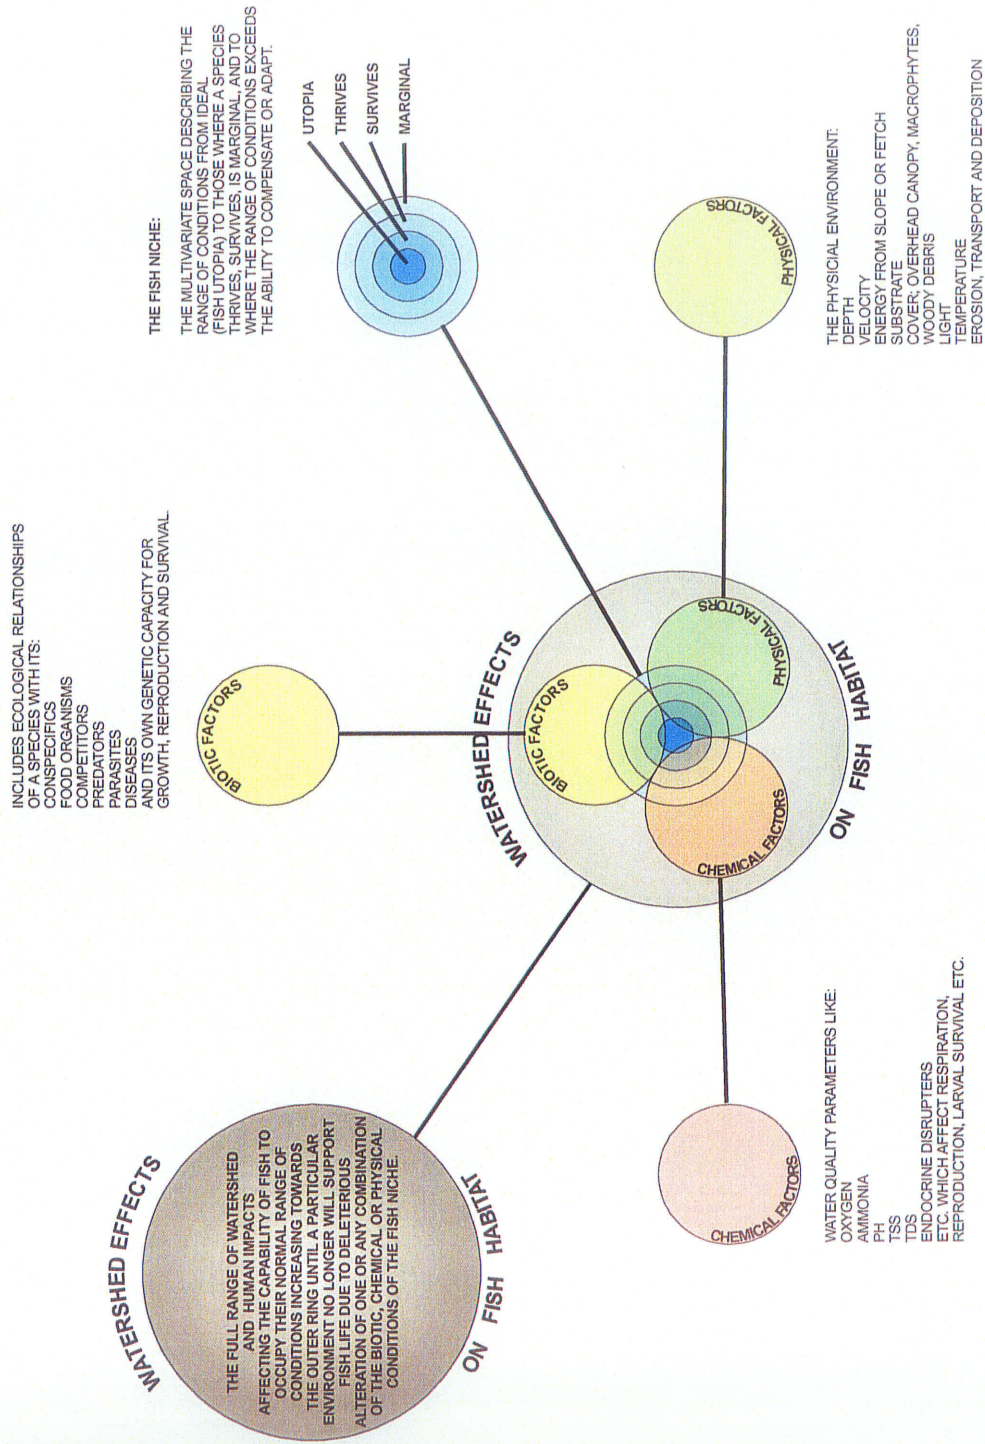 WATERSHED EFFECTS
THE FULL RANGE OF WATERSHED
AND HUMAN IMPACTS
AFFECTING THE CAPABILITY OF FISH TO
OCCUPY THEIR NORMAL RANGE OF
CONDITIONS INCREASING TOWARDS
THE OUTER RING UNTIL A PARTICULAR
ENVIRONMENT NO LONGER WILL SUPPORT
FISH LIFE DUE TO DELETERIOUS
ALTERATION OF ONE OR ANY COMBINATION
OF THE BIOTIC, CHEMICAL OR PHYSICAL
CONDITIONS OF THE FISH NICHE.
ON FISH HABITAT
INCLUDES ECOLOGICAL RELATIONSHIPS
OF A SPECIES WITH ITS:
CONSPECIFICS
FOOD ORGANISMS
COMPETITORS
PREDATORS
PARASITES
DISEASES
AND ITS OWN GENETIC CAPACITY FOR
GROWTH, REPRODUCTION AND SURVIVAL.
BIOTIC FACTORS
THE FISH NICHE:
THE MULTIVARIATE SPACE DESCRIBING THE
RANGE OF CONDITIONS FROM IDEAL
(FISH UTOPIA) TO THOSE WHERE A SPECIES
THRIVES, SURVIVES, IS MARGINAL, AND TO
WHERE THE RANGE OF CONDITIONS EXCEEDS
THE ABILITY TO COMPENSATE OR ADAPT.
UTOPIA
THRIVES
SURVIVES
MARGINAL
WATERSHED EFFECTS
BIOTIC FACTORS
CHEMICAL FACTORS
PHYSICAL FACTORS
ON FISH HABITAT
CHEMICAL FACTORS
WATER QUALITY PARAMETERS LIKE:
OXYGEN
AMMONIA
PH
TSS
TDS
ENDOCRINE DISRUPTERS
ETC. WHICH AFFECT RESPIRATION,
REPRODUCTION, LARVAL SURVIVAL ETC.
PHYSICAL FACTORS
THE PHYSICIAL ENVIRONMENT:
DEPTH
VELOCITY
ENERGY FROM SLOPE OR FETCH
SUBSTRATE
COVER; OVERHEAD CANOPY, MACROPHYTES,
WOODY DEBRIS
LIGHT
TEMPERATURE
EROSION, TRANSPORT AND DEPOSITION